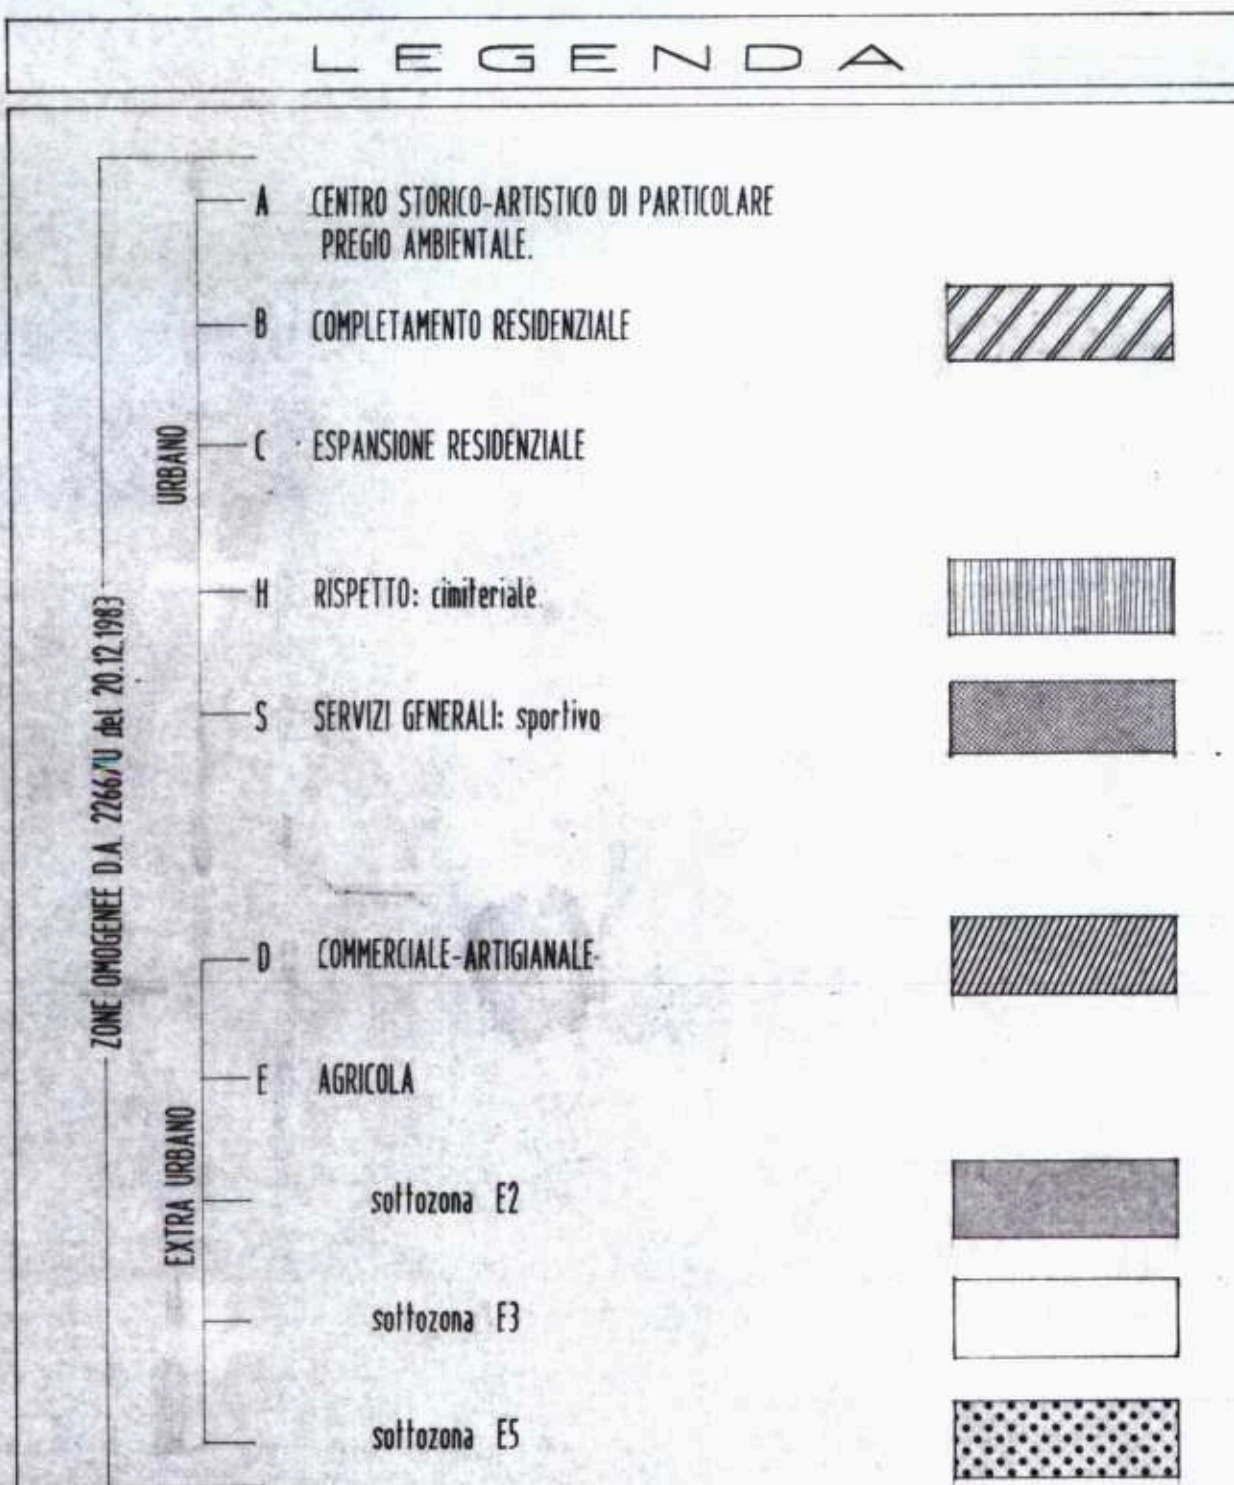 LEGENDA
ZONE OMOGENEE D.A. 2266/U del 20.12.1983
URBANO
A CENTRO STORICO-ARTISTICO DI PARTICOLARE
PREGIO AMBIENTALE.
B COMPLETAMENTO RESIDENZIALE
C ESPANSIONE RESIDENZIALE
H RISPETTO: cimiteriale
S SERVIZI GENERALI: sportivo
EXTRA URBANO
D COMMERCIALE-ARTIGIANALE-
E AGRICOLA
sottozona E2
sottozona E3
sottozona E5